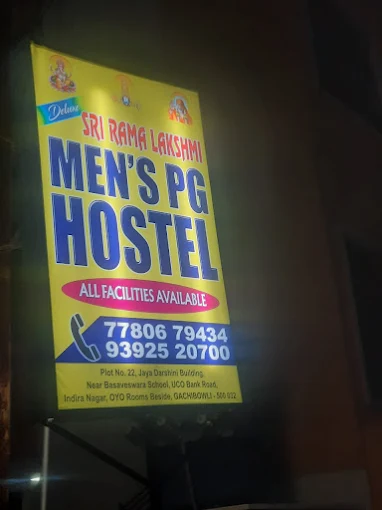 Deluxe
SRI RAMA LAKSHMI
MEN'S PG
HOSTEL
ALL FACILITIES AVAILABLE
77806 79434
93925 20700
Plot No. 22, Jaya Darshini Building,
Near Basaveswara School, UCO Bank Road,
Indira Nagar, OYO Rooms Beside, GACHIBOWLI - 500 032